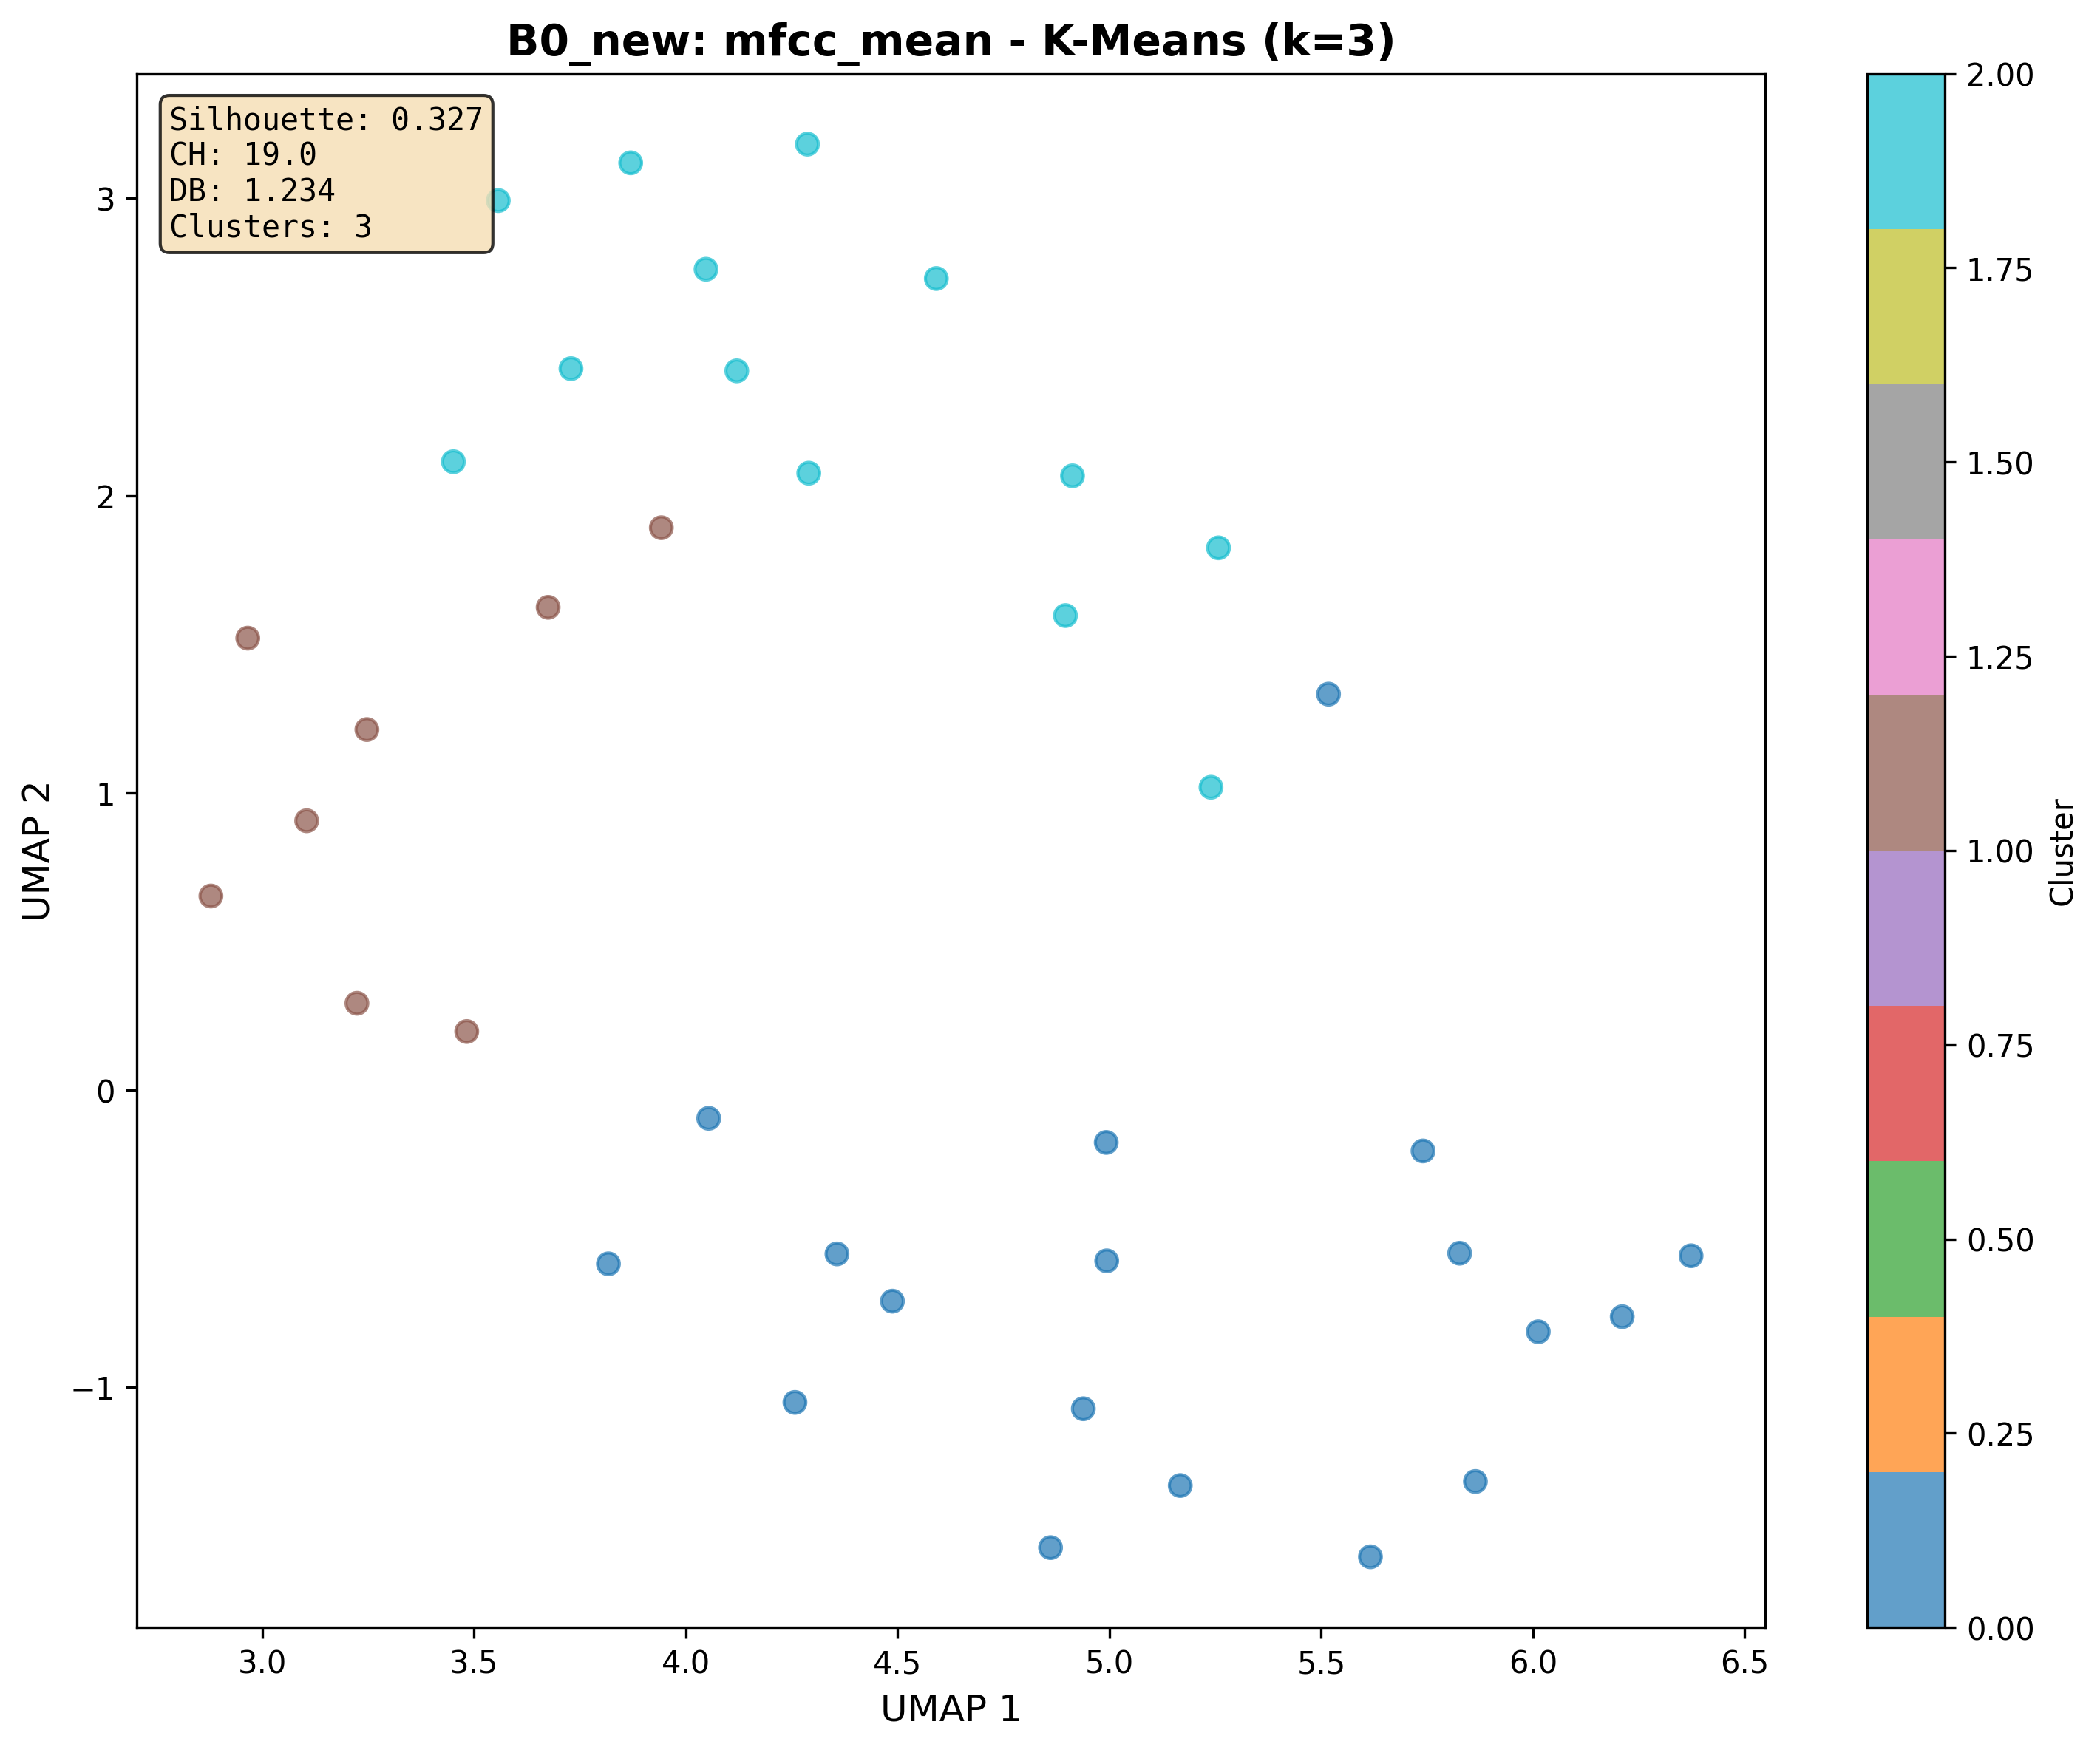 B0_new: mfcc_mean - K-Means (k=3)
Silhouette: 0.327
CH: 19.0
DB: 1.234
Clusters: 3
3
2
1
0
−1
UMAP 2
3.0 3.5 4.0 4.5 5.0 5.5 6.0 6.5
UMAP 1
2.00
1.75
1.50
1.25
1.00
0.75
0.50
0.25
0.00
Cluster